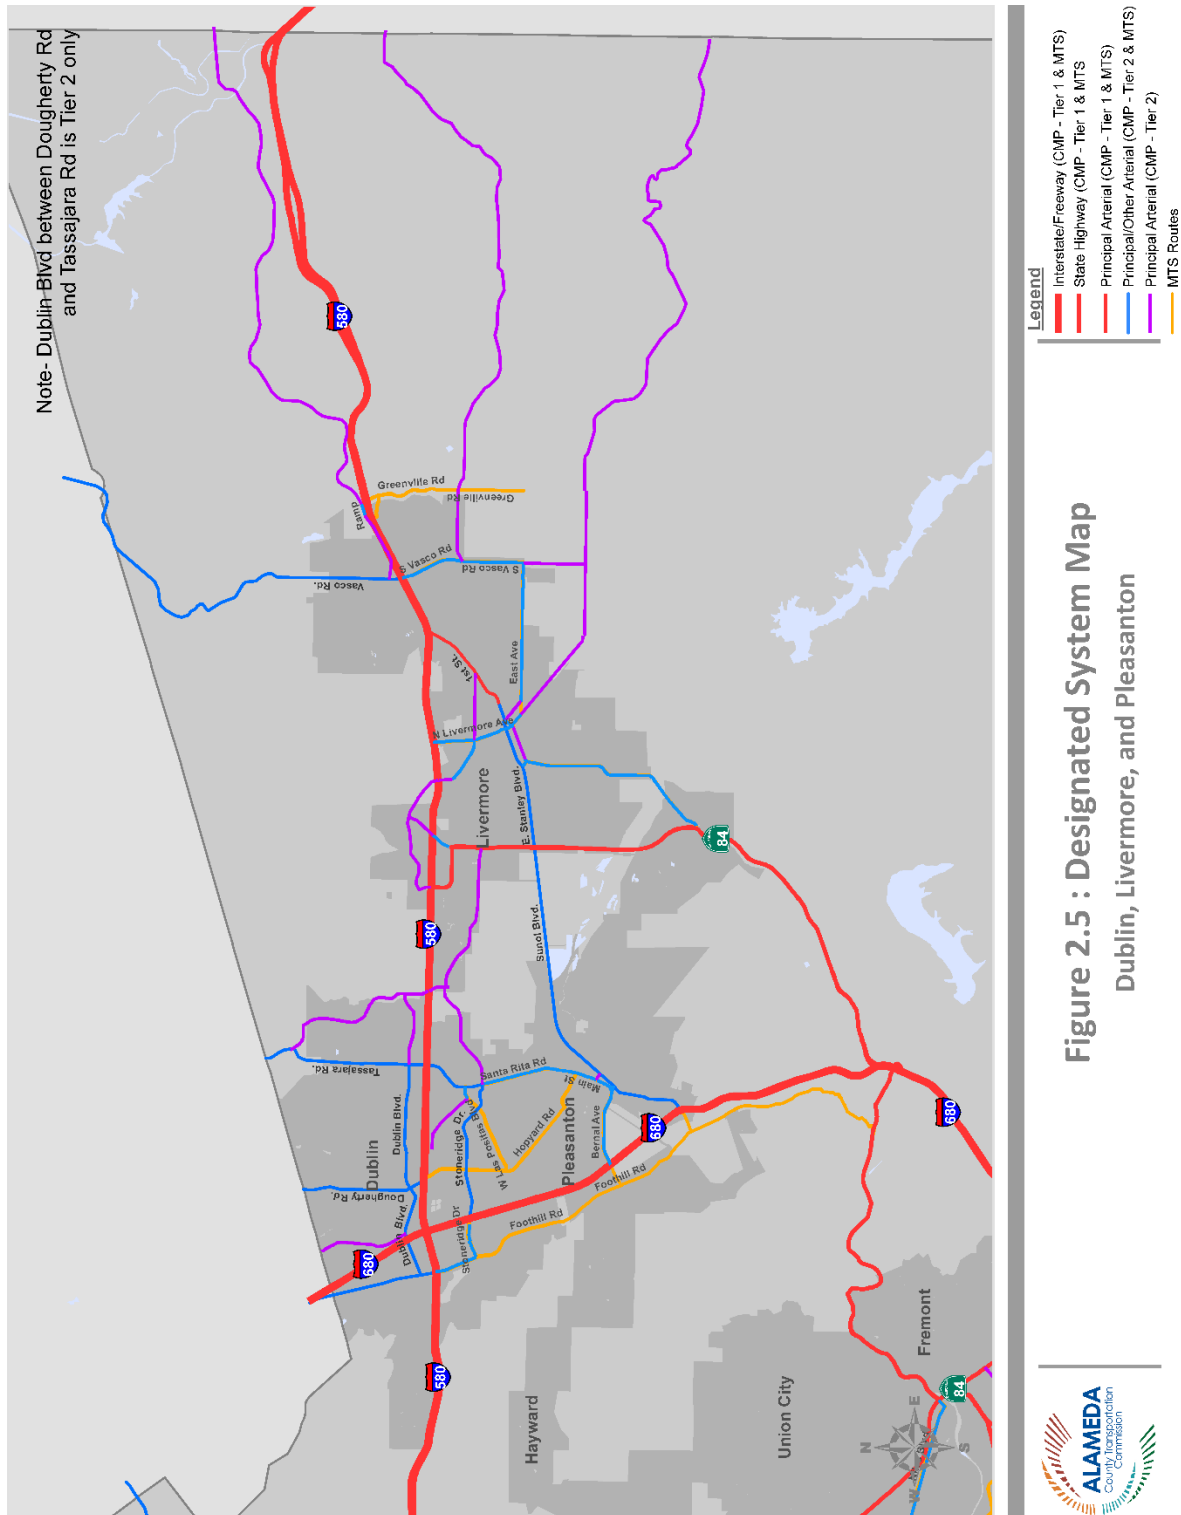 Note- Dublin Blvd between Dougherty Rd
and Tassajara Rd is Tier 2 only
580
Greenville Rd
Greenville Rd
Ramp
S Vasco Rd
S Vasco Rd
Vasco Rd.
1st St.
East Ave
N Livermore Ave
Livermore
E. Stanley Blvd.
84
580
Sunol Blvd.
Tassajara Rd.
Santa Rita Rd
Main St
Dublin Blvd.
Stoneridge Dr.
W Las Positas Blvd
Hopyard Rd
Bernal Ave
680
680
Dublin
Pleasanton
Dougherty Rd.
Foothill Rd
Foothill Rd
Dublin Blvd.
Stoneridge Dr
680
580
Hayward
Union City
Fremont
84
N
E
S
W
Legend
Interstate/Freeway (CMP - Tier 1 & MTS)
State Highway (CMP - Tier 1 & MTS
Principal Arterial (CMP - Tier 1 & MTS)
Principal/Other Arterial (CMP - Tier 2 & MTS)
Principal Arterial (CMP - Tier 2)
MTS Routes
Figure 2.5 : Designated System Map
Dublin, Livermore, and Pleasanton
ALAMEDA
County Transportation
Commission